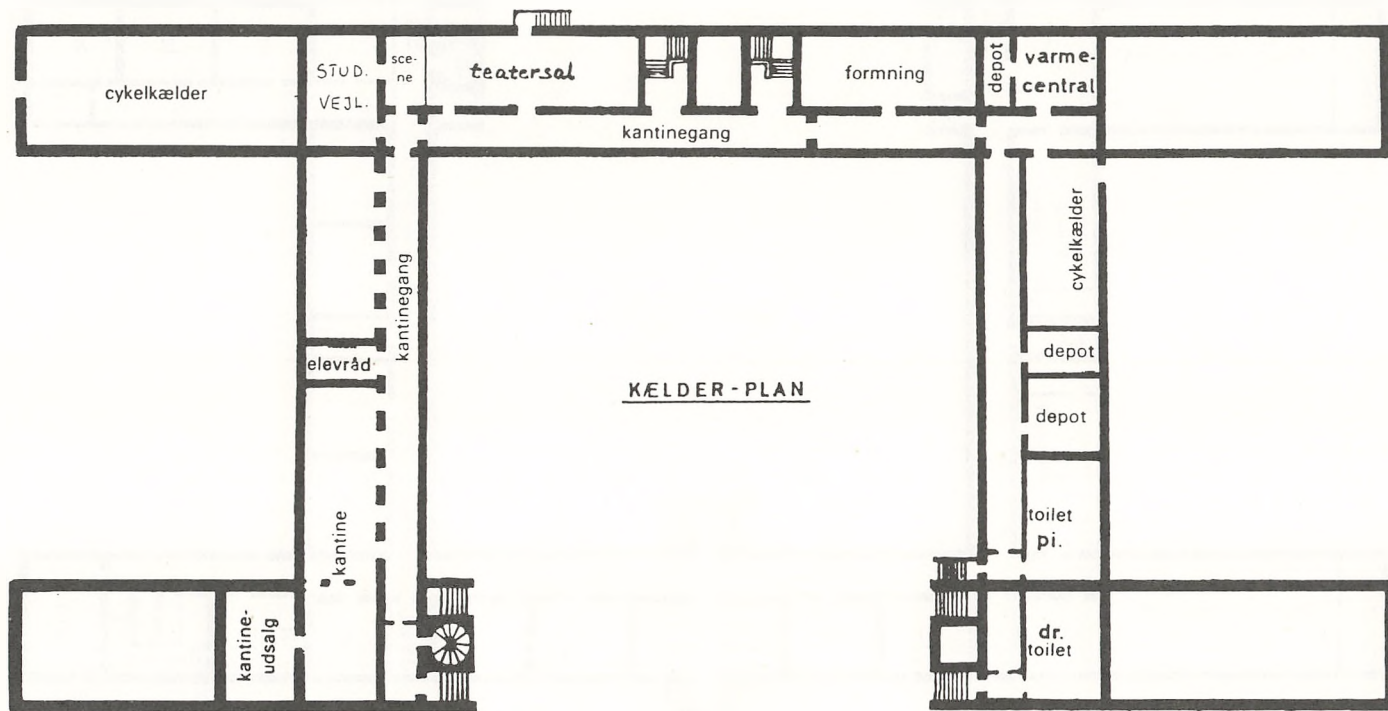 cykelkælder
STUD.
VEJL.
sce-
ne
teatersal
formning
depot
varme-
central
kantinegang
kantinegang
cykelkælder
elevråd
depot
KÆLDER-PLAN
depot
kantine
toilet
pi.
kantine-
udsalg
dr.
toilet